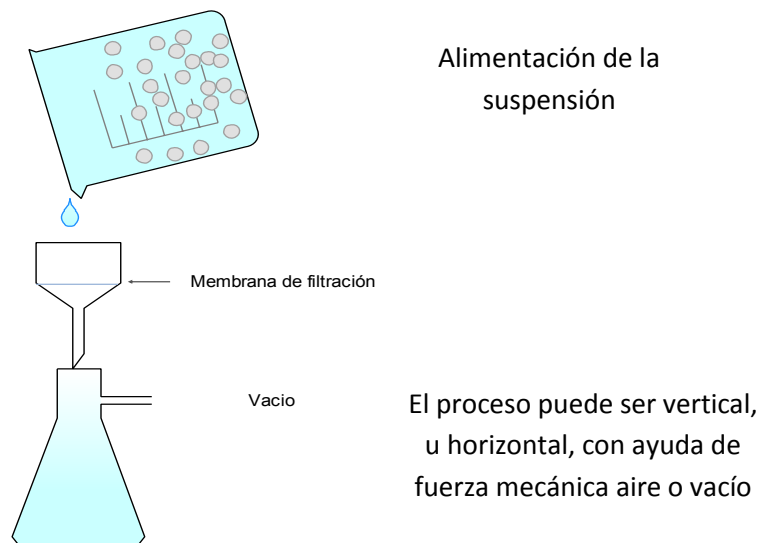 Alimentación de la
suspensión
Membrana de filtración
Vacio
El proceso puede ser vertical,
u horizontal, con ayuda de
fuerza mecánica aire o vacío